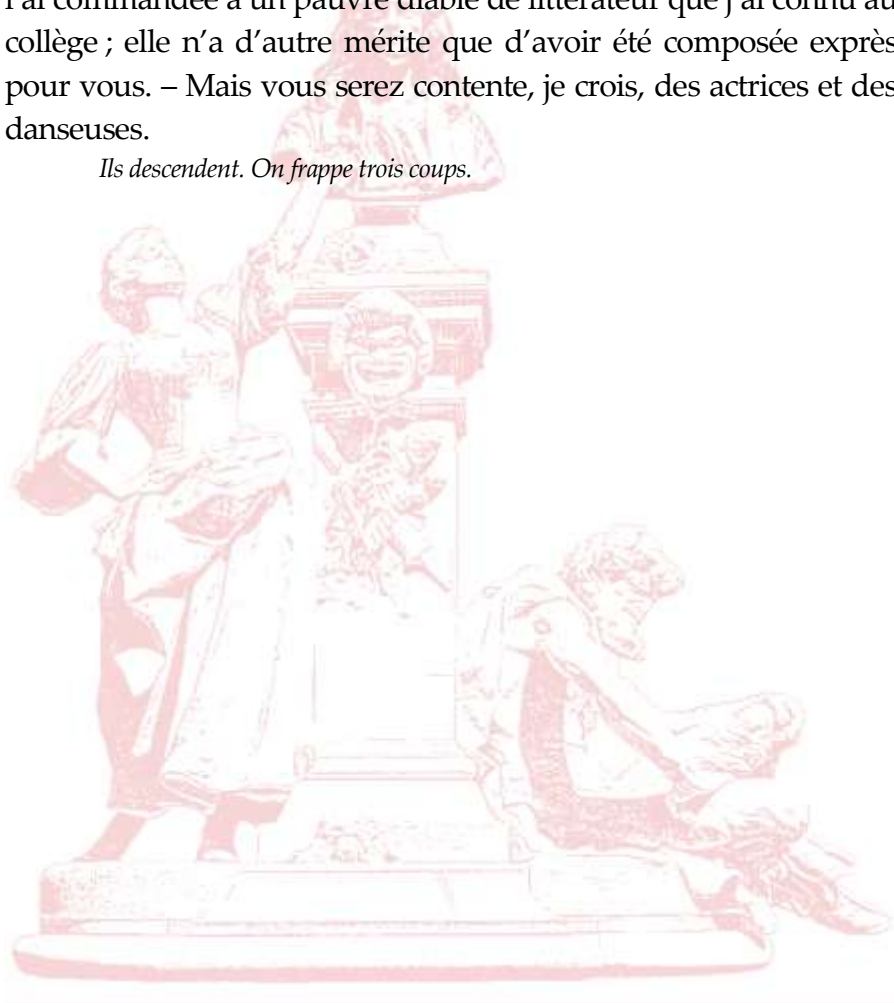 l'ai commandée à un pauvre diable de littérateur que j'ai connu au
collège ; elle n'a d'autre mérite que d'avoir été composée exprès
pour vous. – Mais vous serez contente, je crois, des actrices et des
danseuses.
Ils descendent. On frappe trois coups.